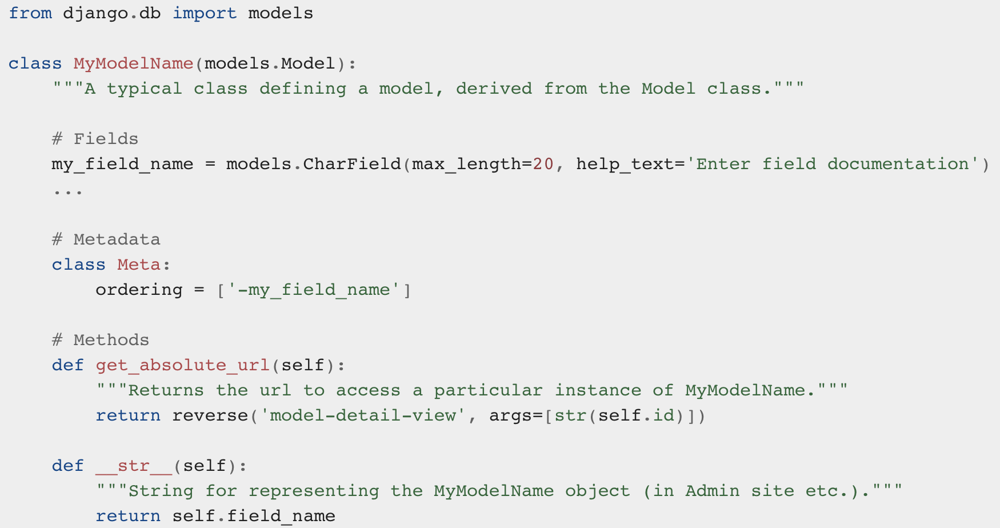 from django.db import models
class MyModelName(models.Model):
    """A typical class defining a model, derived from the Model class."""
    # Fields
    my_field_name = models.CharField(max_length=20, help_text='Enter field documentation')
    ...
    # Metadata
    class Meta:
        ordering = ['-my_field_name']
    # Methods
    def get_absolute_url(self):
        """Returns the url to access a particular instance of MyModelName."""
        return reverse('model-detail-view', args=[str(self.id)])
    def __str__(self):
        """String for representing the MyModelName object (in Admin site etc.)."""
        return self.field_name